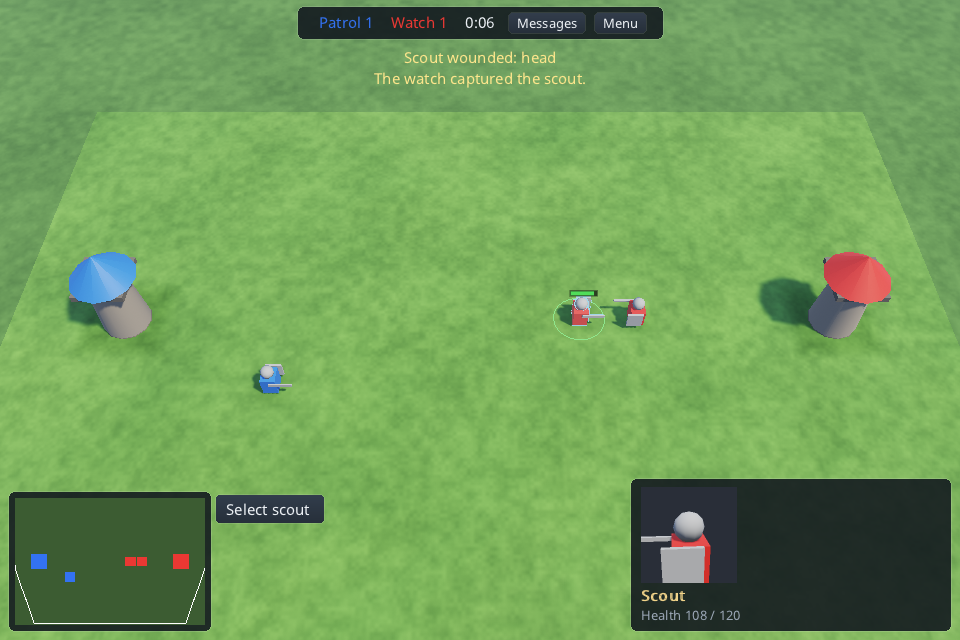 Patrol 1 Watch 1 0:06 Messages Menu
Scout wounded: head
The watch captured the scout.
Select scout
Scout
Health 108 / 120